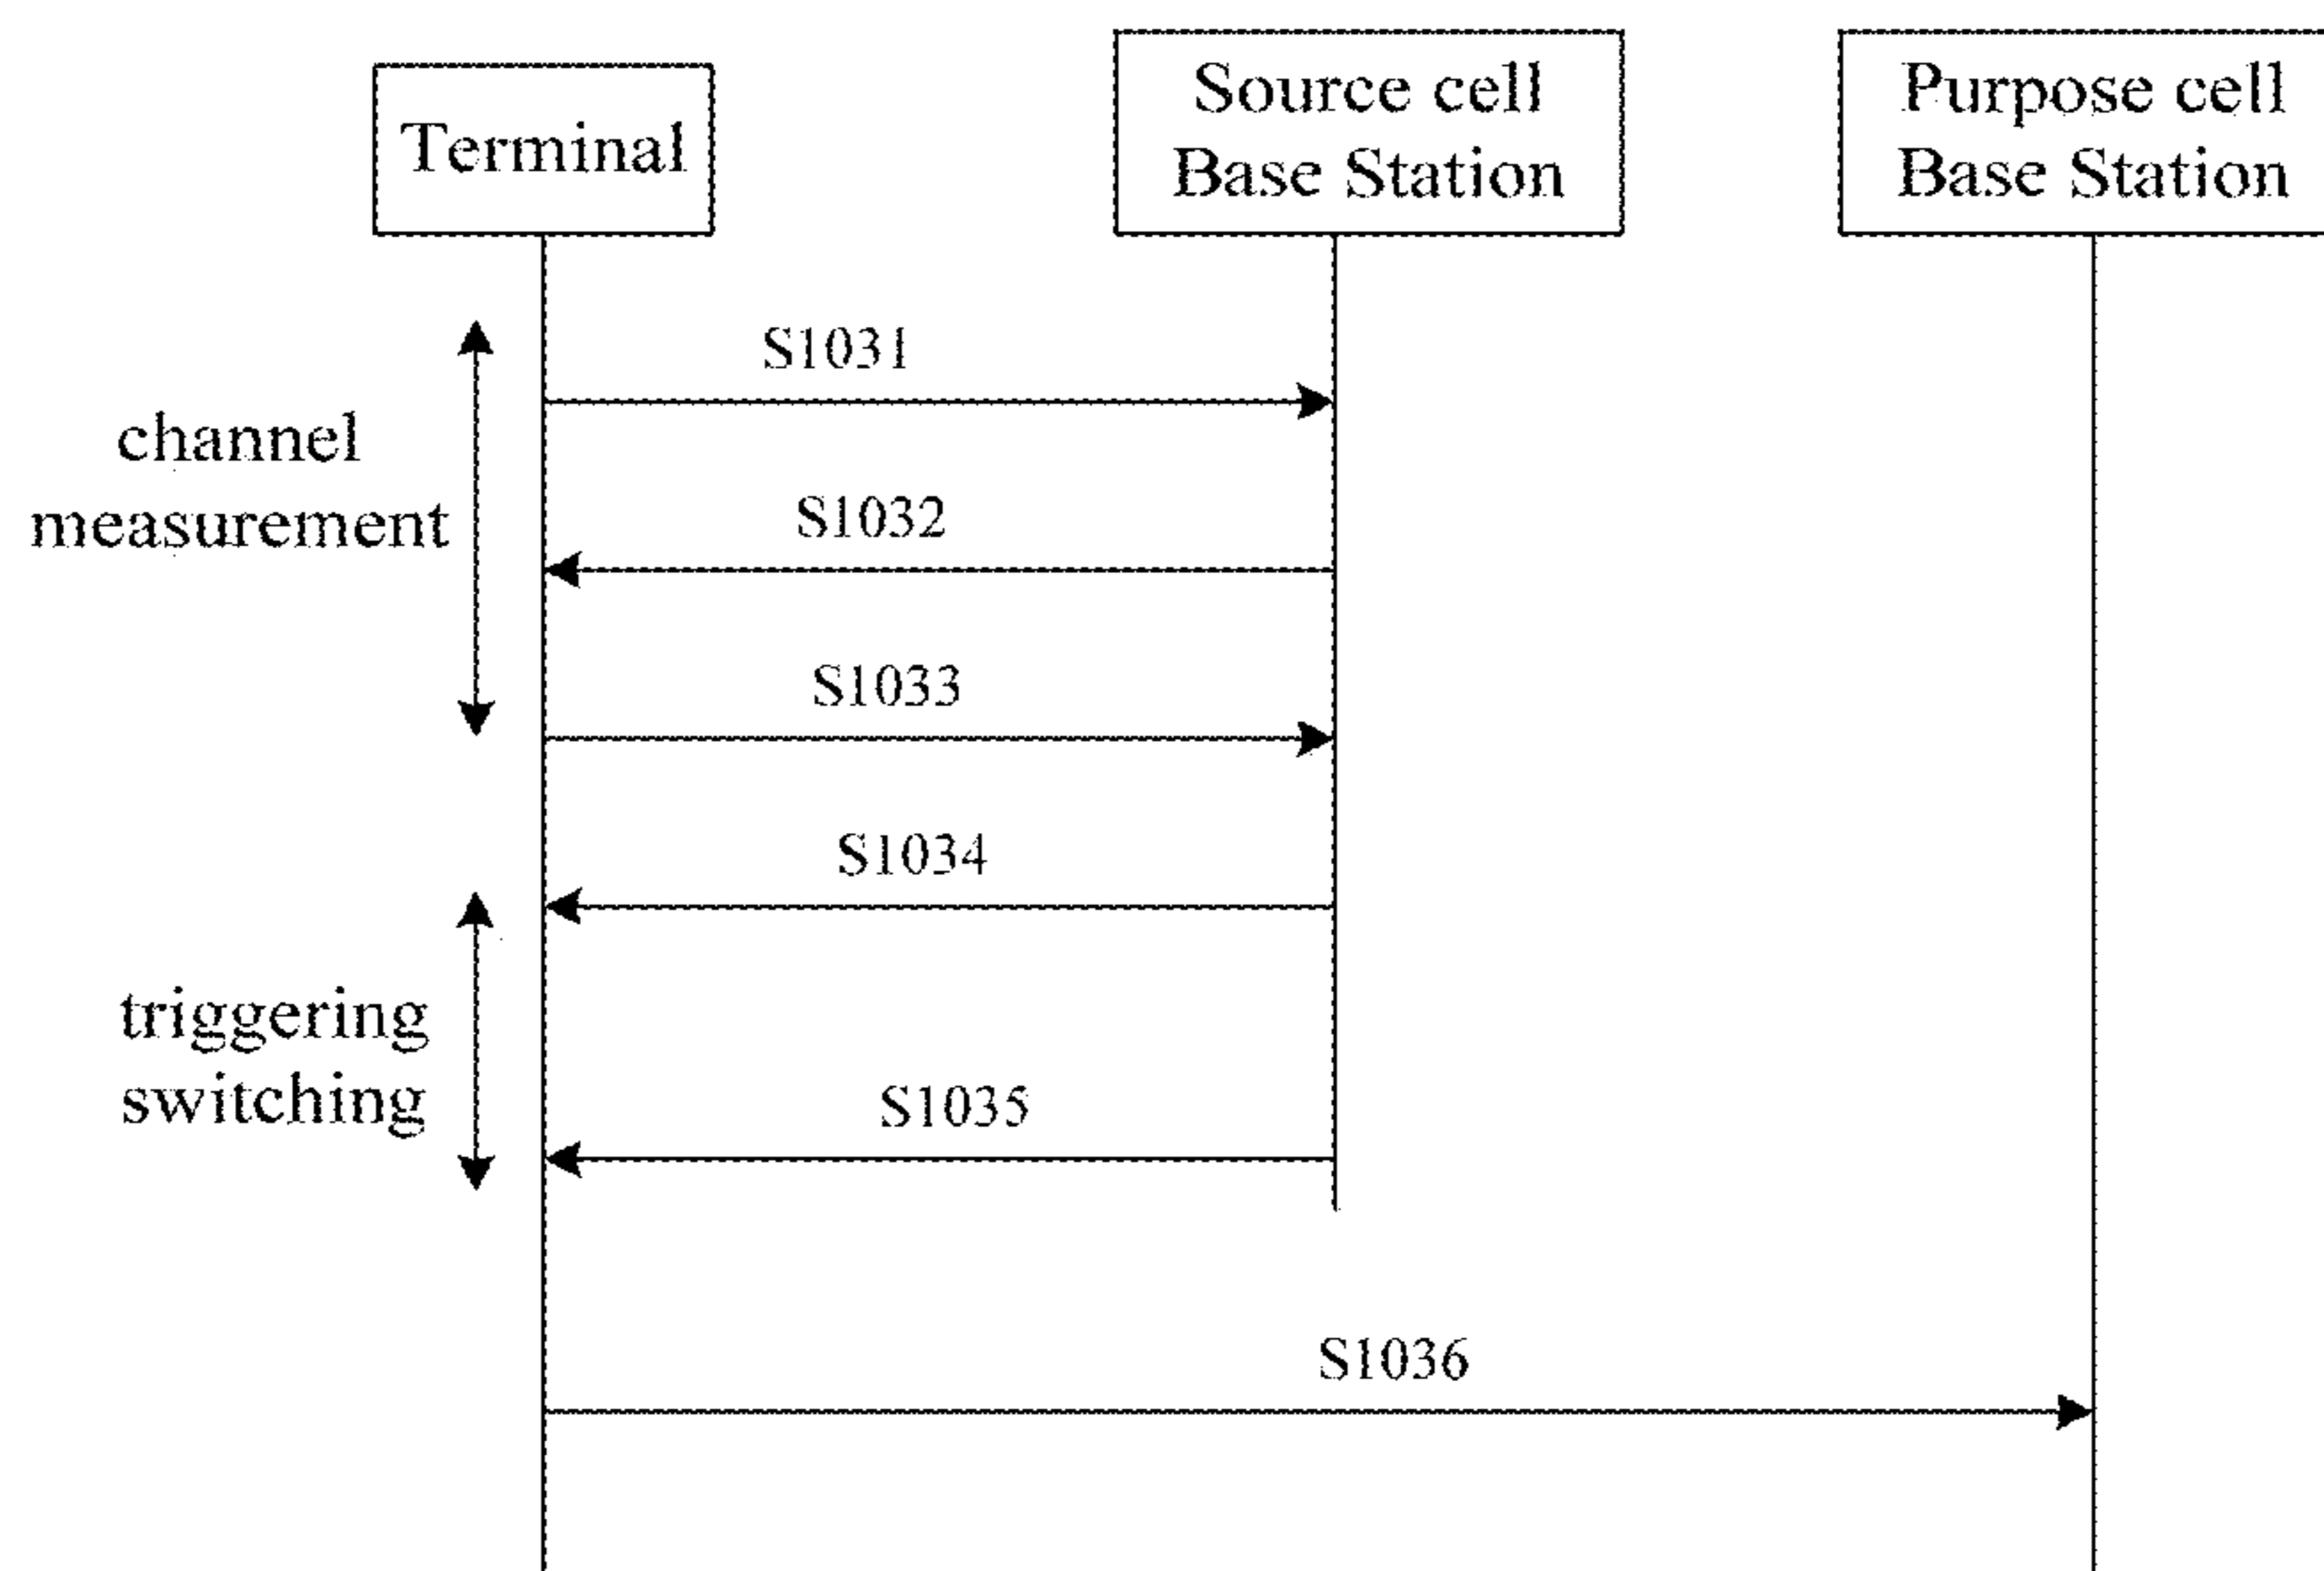 Terminal
Source cell
Base Station
Purpose cell
Base Station
S1031
channel
measurement
S1032
S1033
S1034
triggering
switching
S1035
S1036